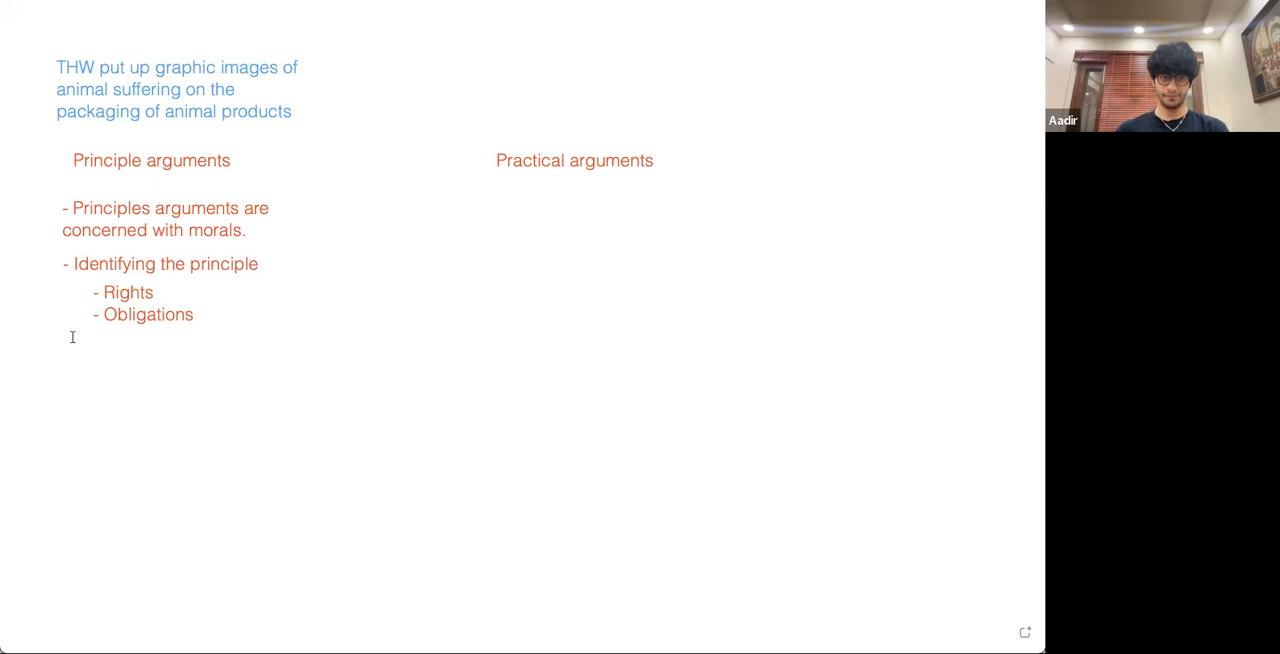 THW put up graphic images of
animal suffering on the
packaging of animal products
Principle arguments
Practical arguments
- Principles arguments are
concerned with morals.
- Identifying the principle
- Rights
- Obligations
Aadir